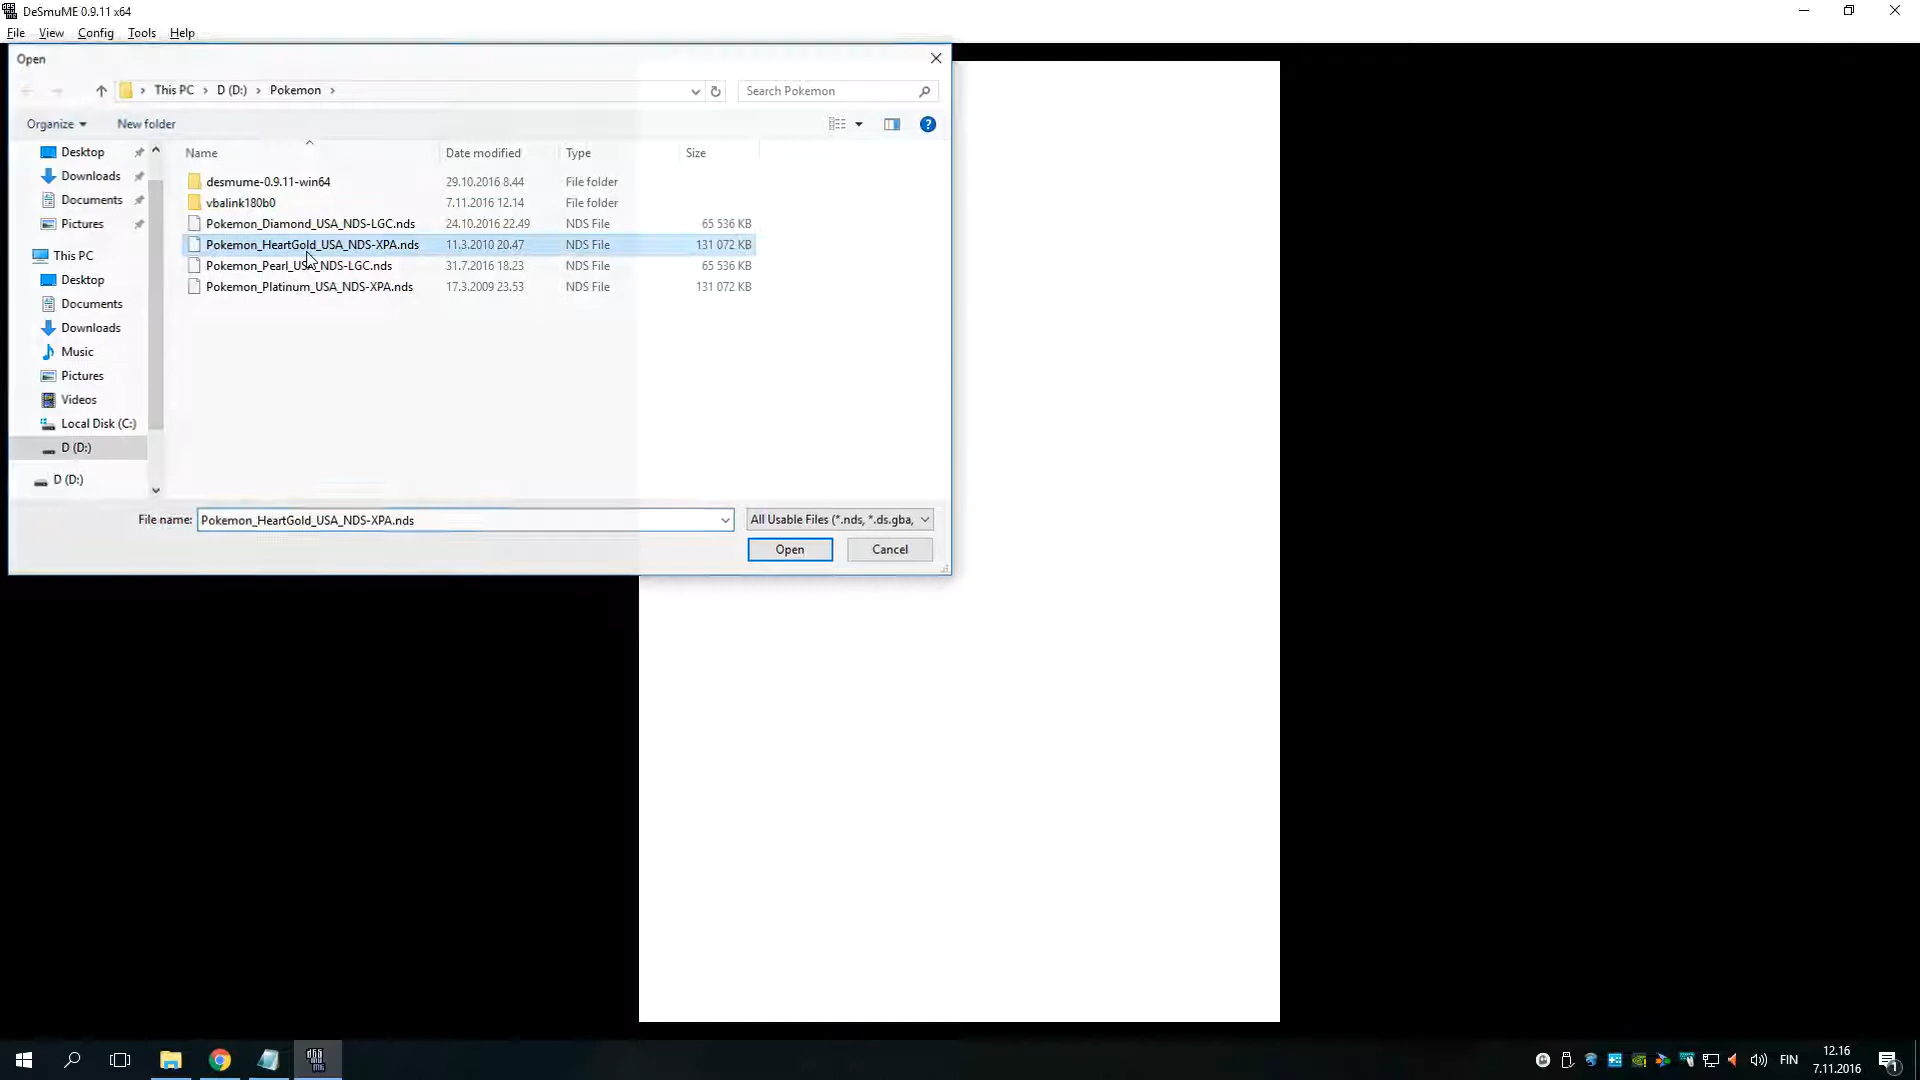 DeSmuME 0.9.11 x64
File View Config Tools Help
Open
This PC > D (D:) > Pokemon >
Search Pokemon
Organize New folder
Name Date modified Type Size
desmume-0.9.11-win64 29.10.2016 8.44 File folder
vbalink180b0 7.11.2016 12.14 File folder
Pokemon_Diamond_USA_NDS-LGC.nds 24.10.2016 22.49 NDS File 65 536 KB
Pokemon_HeartGold_USA_NDS-XPA.nds 11.3.2010 20.47 NDS File 131 072 KB
Pokemon_Pearl_USA_NDS-LGC.nds 31.7.2016 18.23 NDS File 65 536 KB
Pokemon_Platinum_USA_NDS-XPA.nds 17.3.2009 23.53 NDS File 131 072 KB
Desktop
Downloads
Documents
Pictures
This PC
Desktop
Documents
Downloads
Music
Pictures
Videos
Local Disk (C:)
D (D:)
D (D:)
File name: Pokemon_HeartGold_USA_NDS-XPA.nds
All Usable Files (*.nds, *.ds.gba,
Open Cancel
FIN
12.16
7.11.2016
1